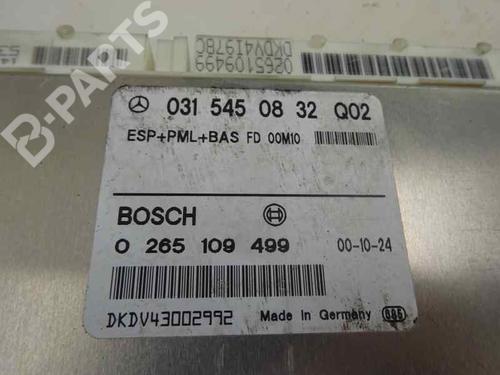 B-PARTS
0265109499
DKDV41978C
031 545 08 32 Q02
ESP+PML+BAS FD 00M10
BOSCH
0 265 109 499 00-10-24
DKDV43002992 Made in Germany 885